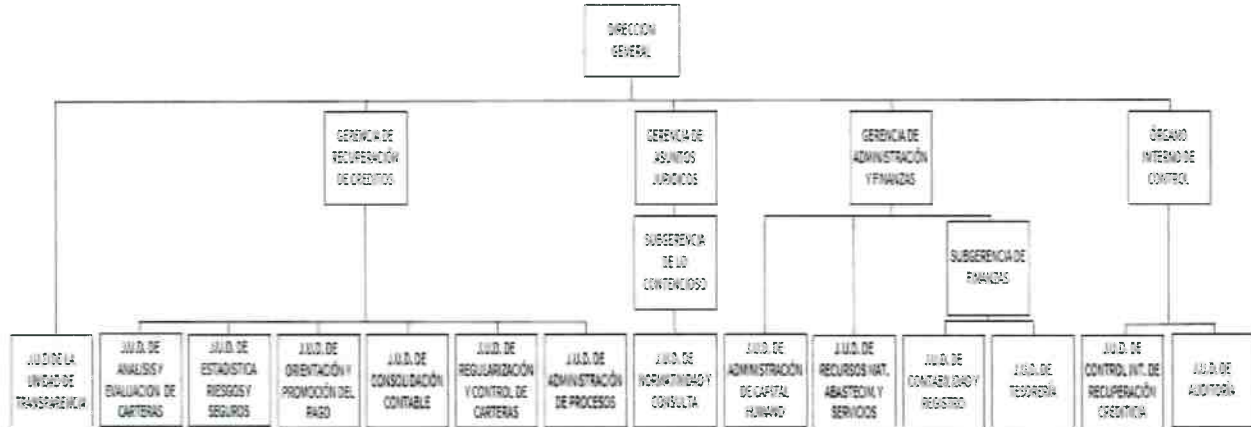 DIRECCIÓN
GENERAL
GERENCIA DE
RECUPERACIÓN
DE CRÉDITOS
GERENCIA DE
ASUNTOS
JURÍDICOS
GERENCIA DE
ADMINISTRACIÓN
Y FINANZAS
ÓRGANO
INTERNO DE
CONTROL
SUBGERENCIA
DE LO
CONTENCIOSO
SUBGERENCIA DE
FINANZAS
J.U.D. DE LA
UNIDAD DE
TRANSPARENCIA
J.U.D. DE
ANALISIS Y
EVALUACION DE
CARTERAS
J.U.D. DE
ESTADISTICA
RIESGOS Y
SEGUROS
J.U.D. DE
ORIENTACIÓN Y
PROMOCIÓN DEL
PAGO
J.U.D. DE
CONSOLIDACIÓN
CONTABLE
J.U.D. DE
REGULARIZACIÓN
Y CONTROL DE
CARTERAS
J.U.D. DE
ADMINISTRACIÓN
DE PROCESOS
J.U.D. DE
NORMATIVIDAD Y
CONSULTA
J.U.D. DE
ADMINISTRACIÓN
DE CAPITAL
HUMANO
J.U.D. DE
RECURSOS MAT.
ABASTECIM. Y
SERVICIOS
J.U.D. DE
CONTABILIDAD Y
REGISTRO
J.U.D. DE
TESORERÍA
J.U.D. DE
CONTROL INT. DE
RECUPERACIÓN
CREDITICIA
J.U.D. DE
AUDITORÍA